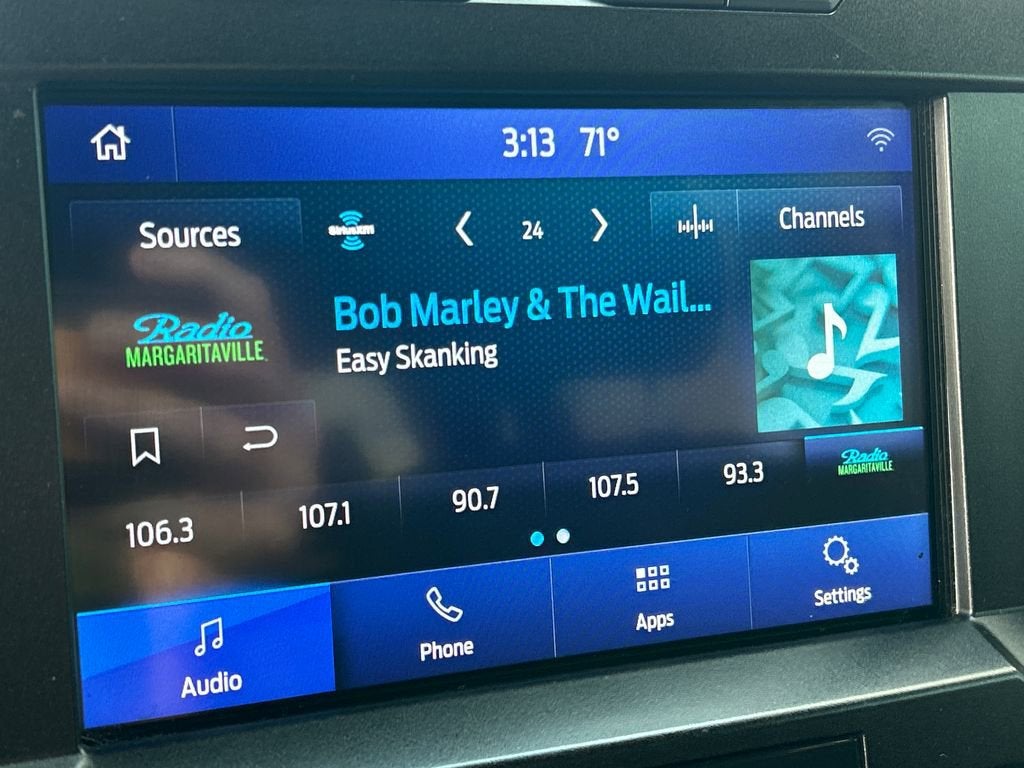 3:13 71°
Sources
SiriusXM
24
Channels
Radio
MARGARITAVILLE
Bob Marley & The Wail...
Easy Skanking
106.3
107.1
90.7
107.5
93.3
Radio
MARGARITAVILLE
Audio
Phone
Apps
Settings